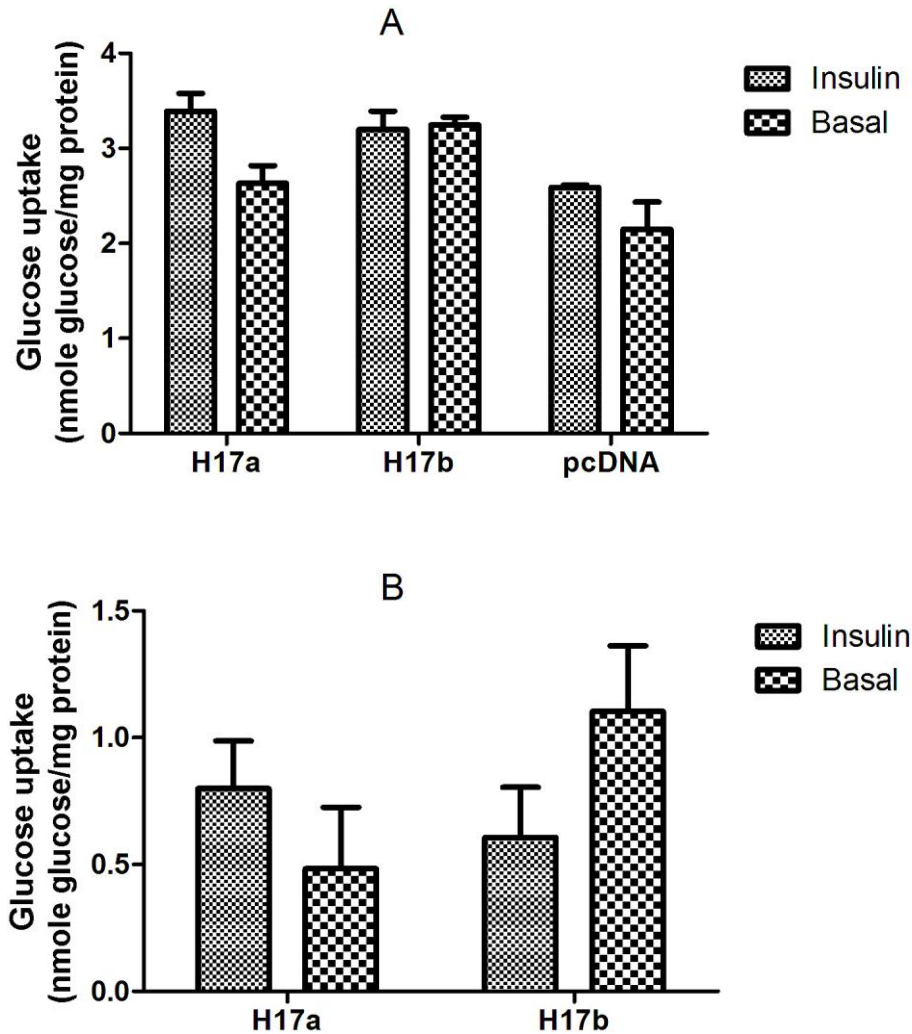 A
Glucose uptake
(nmole glucose/mg protein)
4
3
2
1
0
H17a
H17b
pcDNA
Insulin
Basal
B
Glucose uptake
(nmole glucose/mg protein)
1.5
1.0
0.5
0.0
H17a
H17b
Insulin
Basal